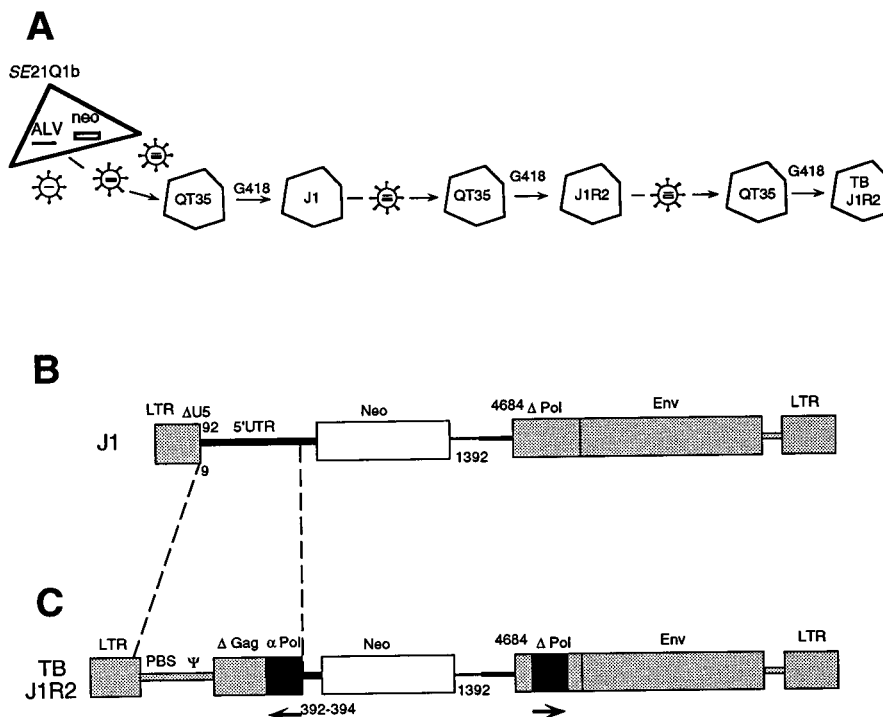 A
SE21Q1b
ALV neo
QT35 G418 J1 QT35 G418 J1R2 QT35 G418 TB J1R2
B
LTR ΔU5 92 5'UTR Neo 4684 Δ Pol Env LTR
J1
9 1392
C
LTR PBS Ψ Δ Gag α Pol Neo 4684 Δ Pol Env LTR
TB
J1R2
1392
392-394